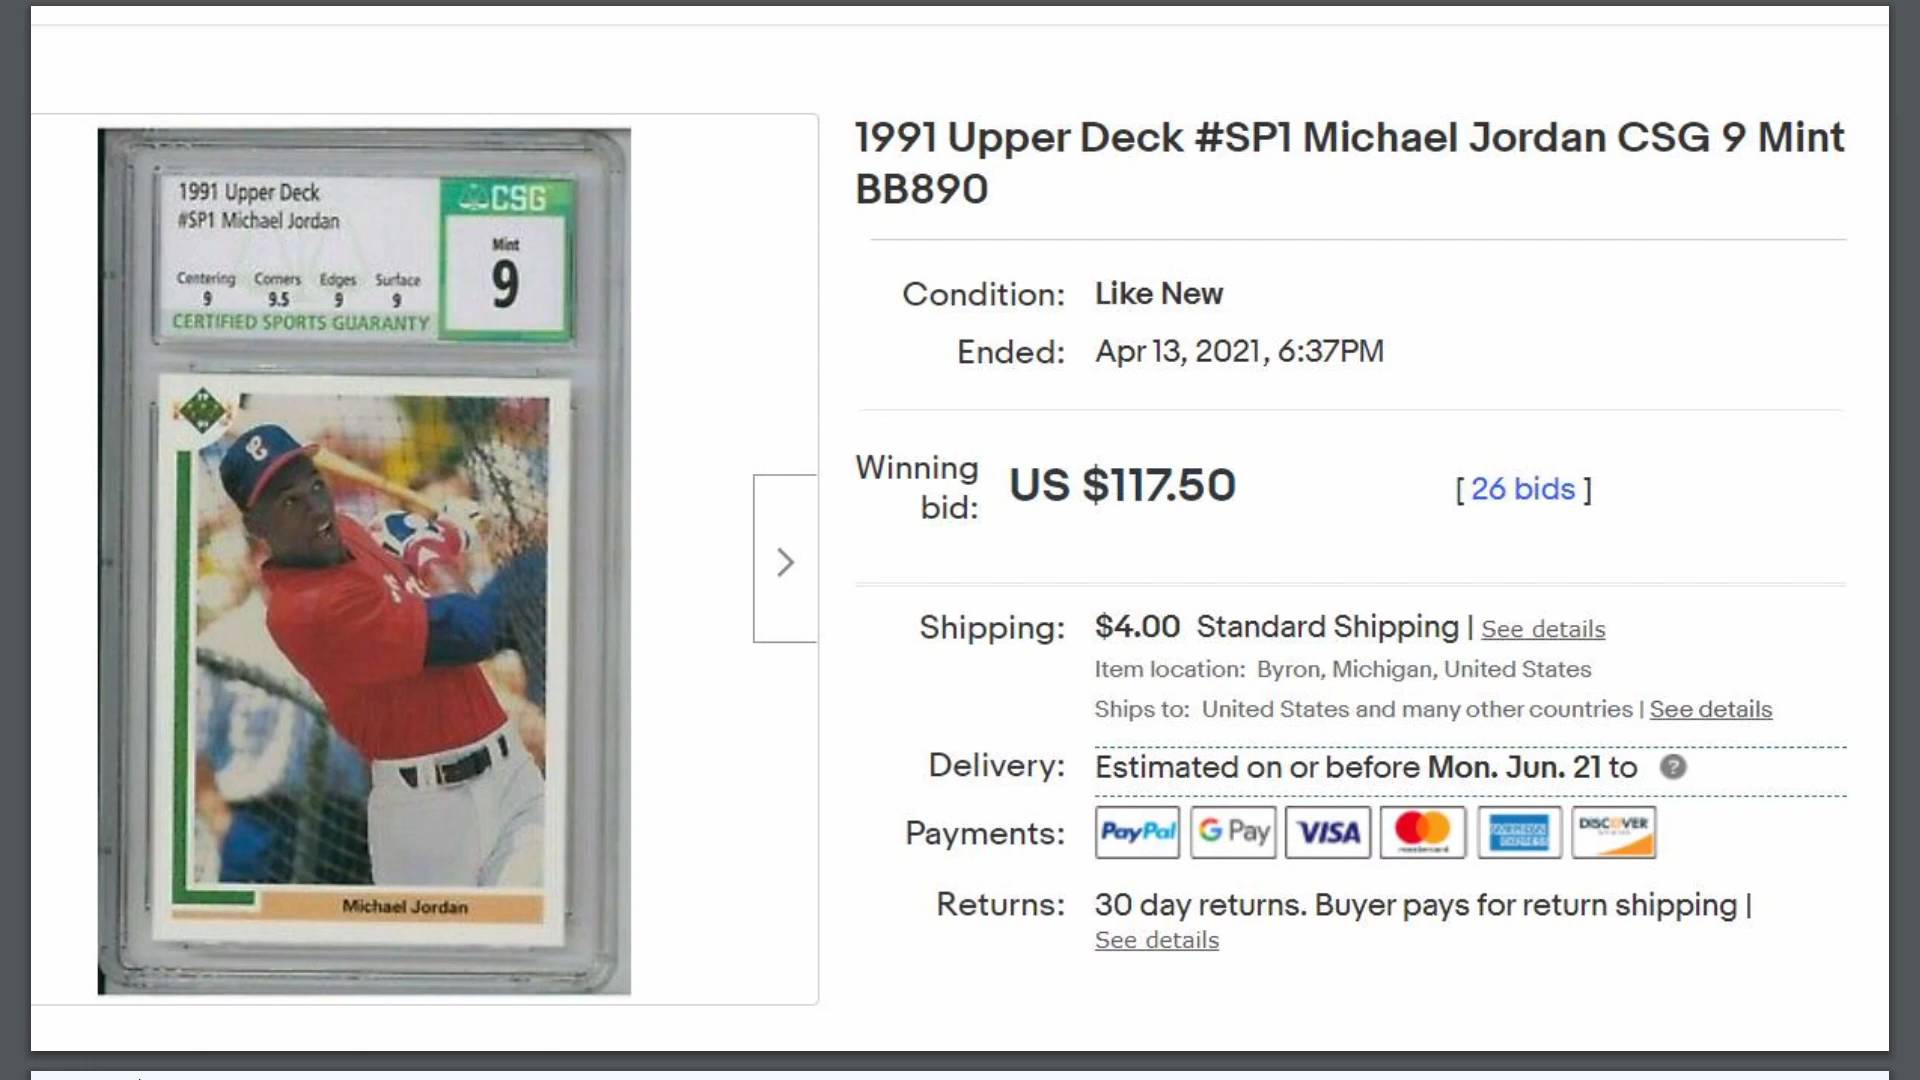 1991 Upper Deck
#SP1 Michael Jordan
CSG
Mint
9
Centering Corners Edges Surface
9 9.5 9 9
CERTIFIED SPORTS GUARANTY
Michael Jordan
1991 Upper Deck #SP1 Michael Jordan CSG 9 Mint
BB890
Condition: Like New
Ended: Apr 13, 2021, 6:37PM
Winning
bid: US $117.50 [ 26 bids ]
Shipping: $4.00 Standard Shipping | See details
Item location: Byron, Michigan, United States
Ships to: United States and many other countries | See details
Delivery: Estimated on or before Mon. Jun. 21 to ?
Payments: PayPal G Pay VISA mastercard AMERICAN EXPRESS DISCOVER
Returns: 30 day returns. Buyer pays for return shipping |
See details